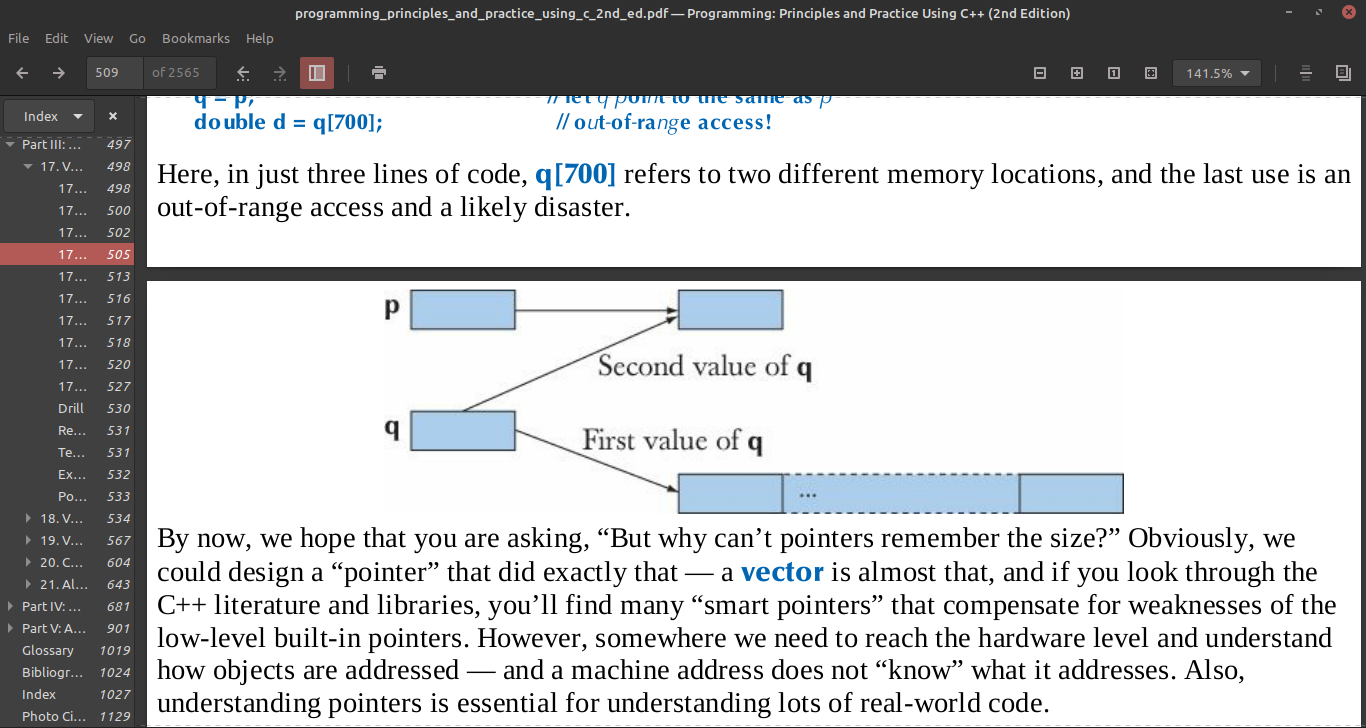 programming_principles_and_practice_using_c_2nd_ed.pdf — Programming: Principles and Practice Using C++ (2nd Edition)
File Edit View Go Bookmarks Help
509 of 2565 141.5%
Index
Part III: ... 497
17. V... 498
17... 498
17... 500
17... 502
17... 505
17... 513
17... 516
17... 517
17... 518
17... 520
17... 527
Drill 530
Re... 531
Te... 531
Ex... 532
Po... 533
18. V... 534
19. V... 567
20. C... 604
21. Al... 643
Part IV: ... 681
Part V: A... 901
Glossary 1019
Bibliogr... 1024
Index 1027
Photo Ci... 1129
q = p; // let q point to the same as p
double d = q[700]; // out-of-range access!
Here, in just three lines of code, q[700] refers to two different memory locations, and the last use is an
out-of-range access and a likely disaster.
p
Second value of q
q
First value of q
...
By now, we hope that you are asking, “But why can’t pointers remember the size?” Obviously, we
could design a “pointer” that did exactly that — a vector is almost that, and if you look through the
C++ literature and libraries, you’ll find many “smart pointers” that compensate for weaknesses of the
low-level built-in pointers. However, somewhere we need to reach the hardware level and understand
how objects are addressed — and a machine address does not “know” what it addresses. Also,
understanding pointers is essential for understanding lots of real-world code.